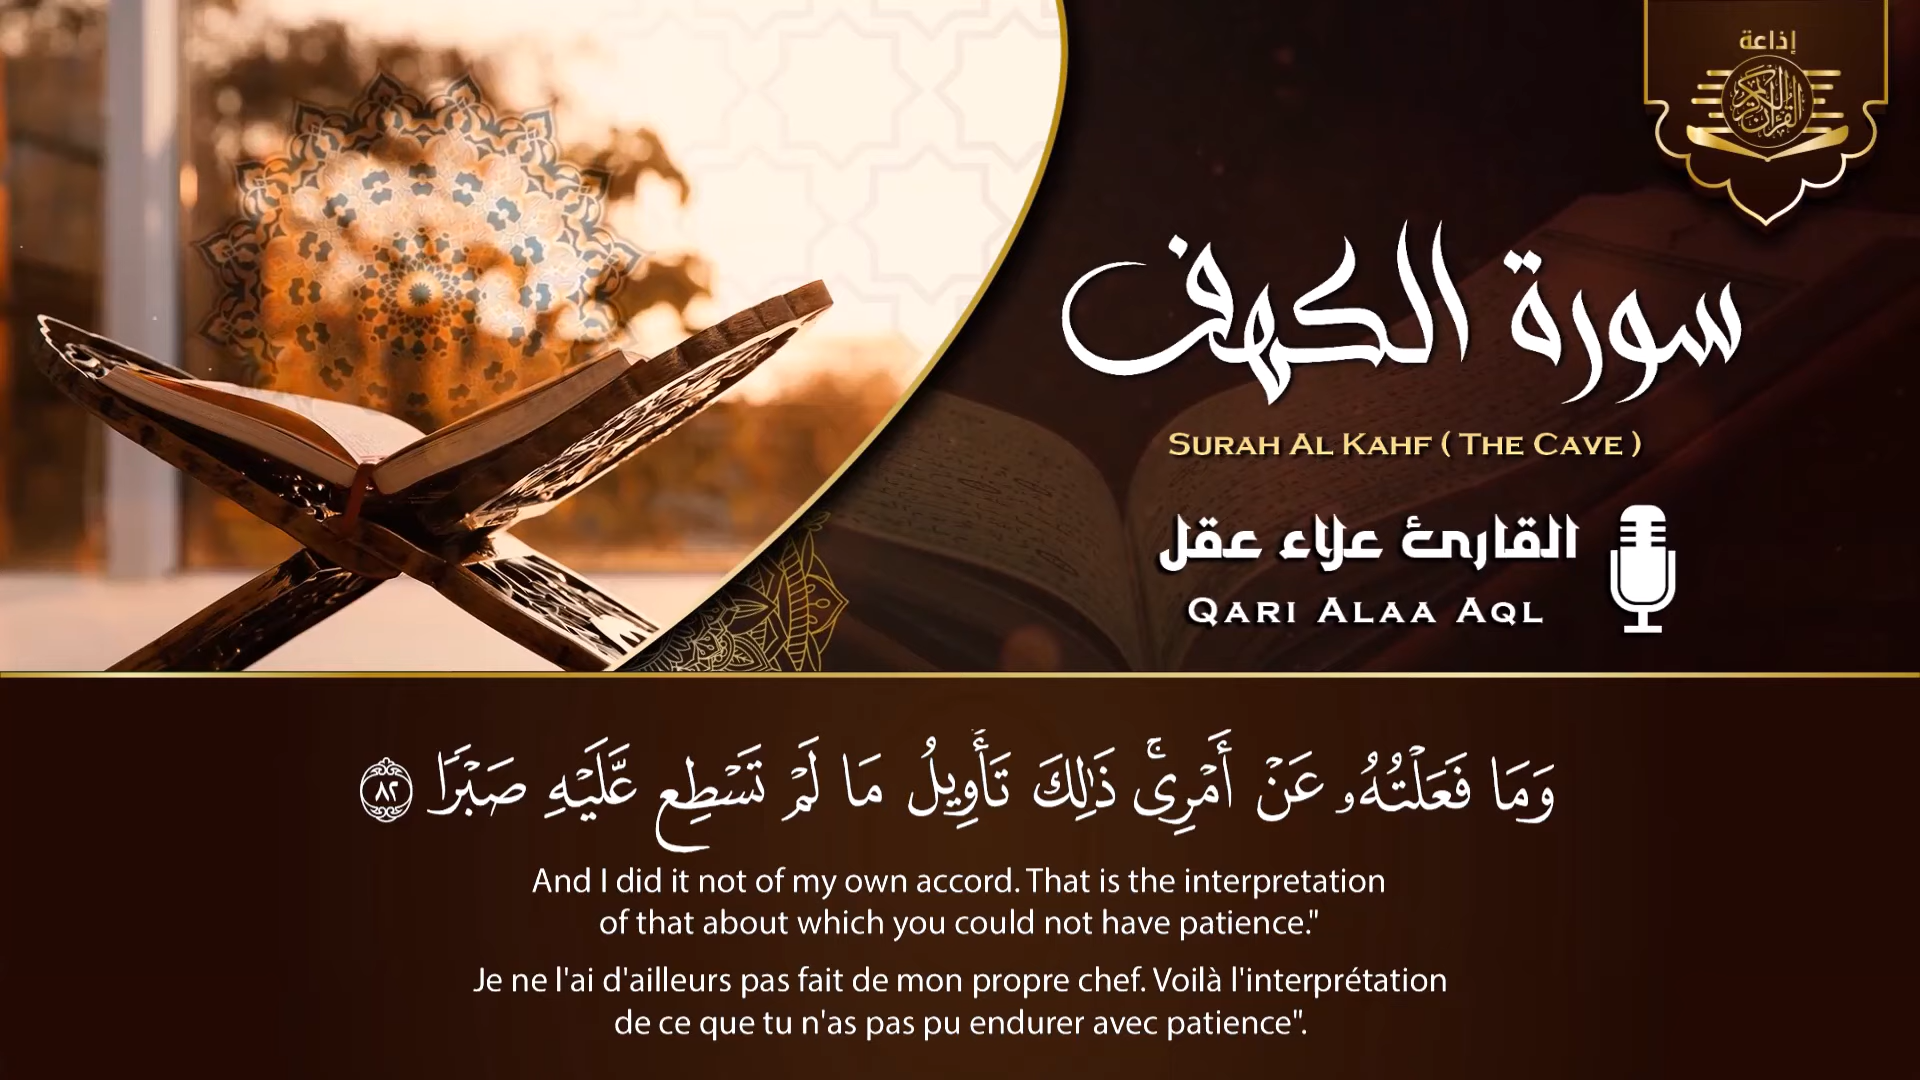 إذاعة
القرآن الكريم
سورة الكهف
SURAH AL KAHF ( THE CAVE )
القارئ علاء عقل
QARI ALAA AQL
وَمَا فَعَلْتُهُۥ عَنْ أَمْرِىۚ ذَٰلِكَ تَأْوِيلُ مَا لَمْ تَسْطِع عَّلَيْهِ صَبْرًا ٨٢
And I did it not of my own accord. That is the interpretation
of that about which you could not have patience."
Je ne l'ai d'ailleurs pas fait de mon propre chef. Voilà l'interprétation
de ce que tu n'as pas pu endurer avec patience".